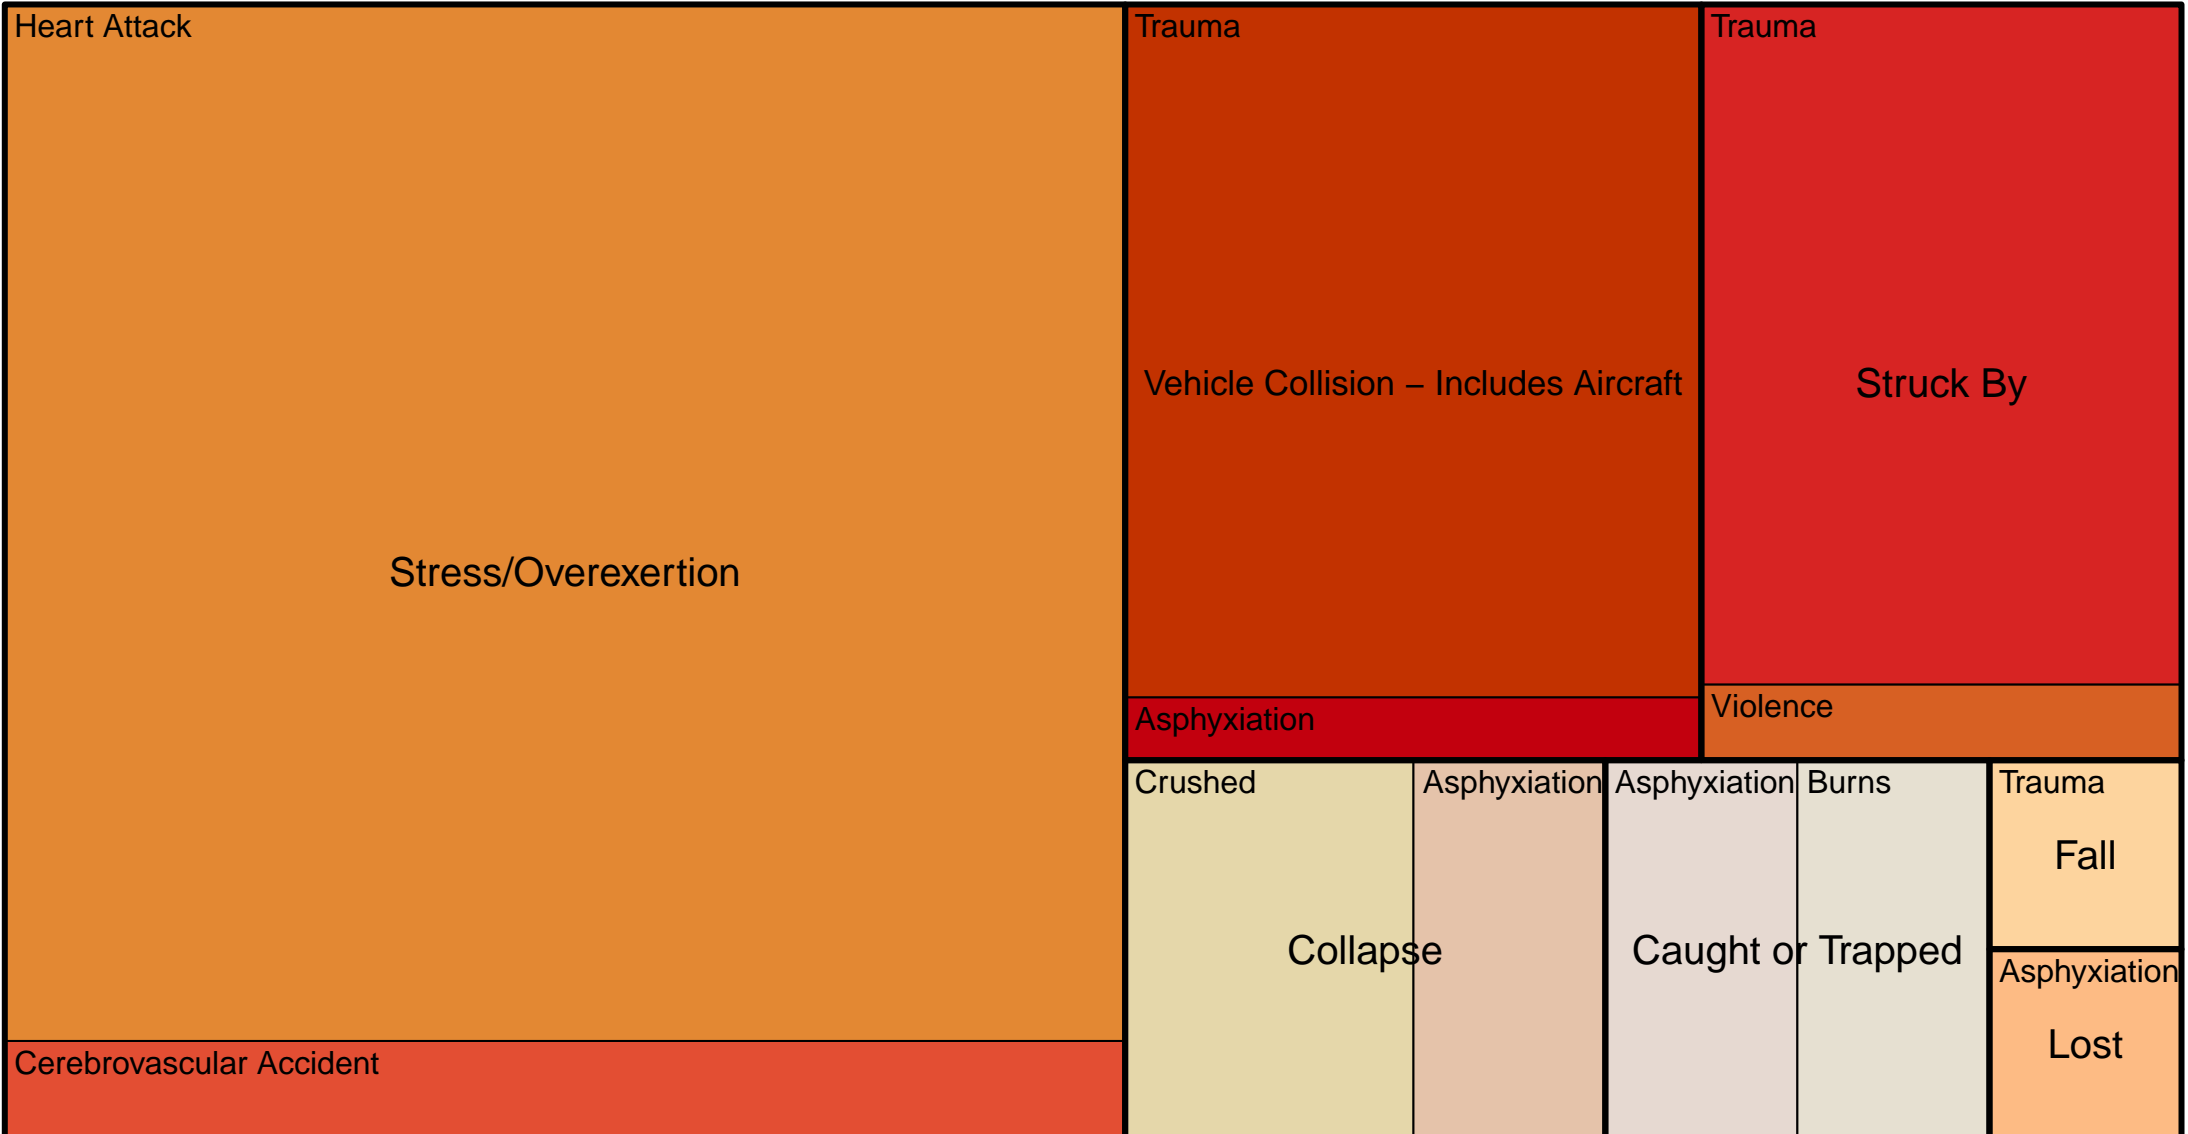 Heart Attack
Stress/Overexertion
Cerebrovascular Accident
Trauma
Vehicle Collision – Includes Aircraft
Asphyxiation
Trauma
Struck By
Violence
Crushed
Asphyxiation
Collapse
Asphyxiation
Burns
Caught or Trapped
Trauma
Fall
Asphyxiation
Lost